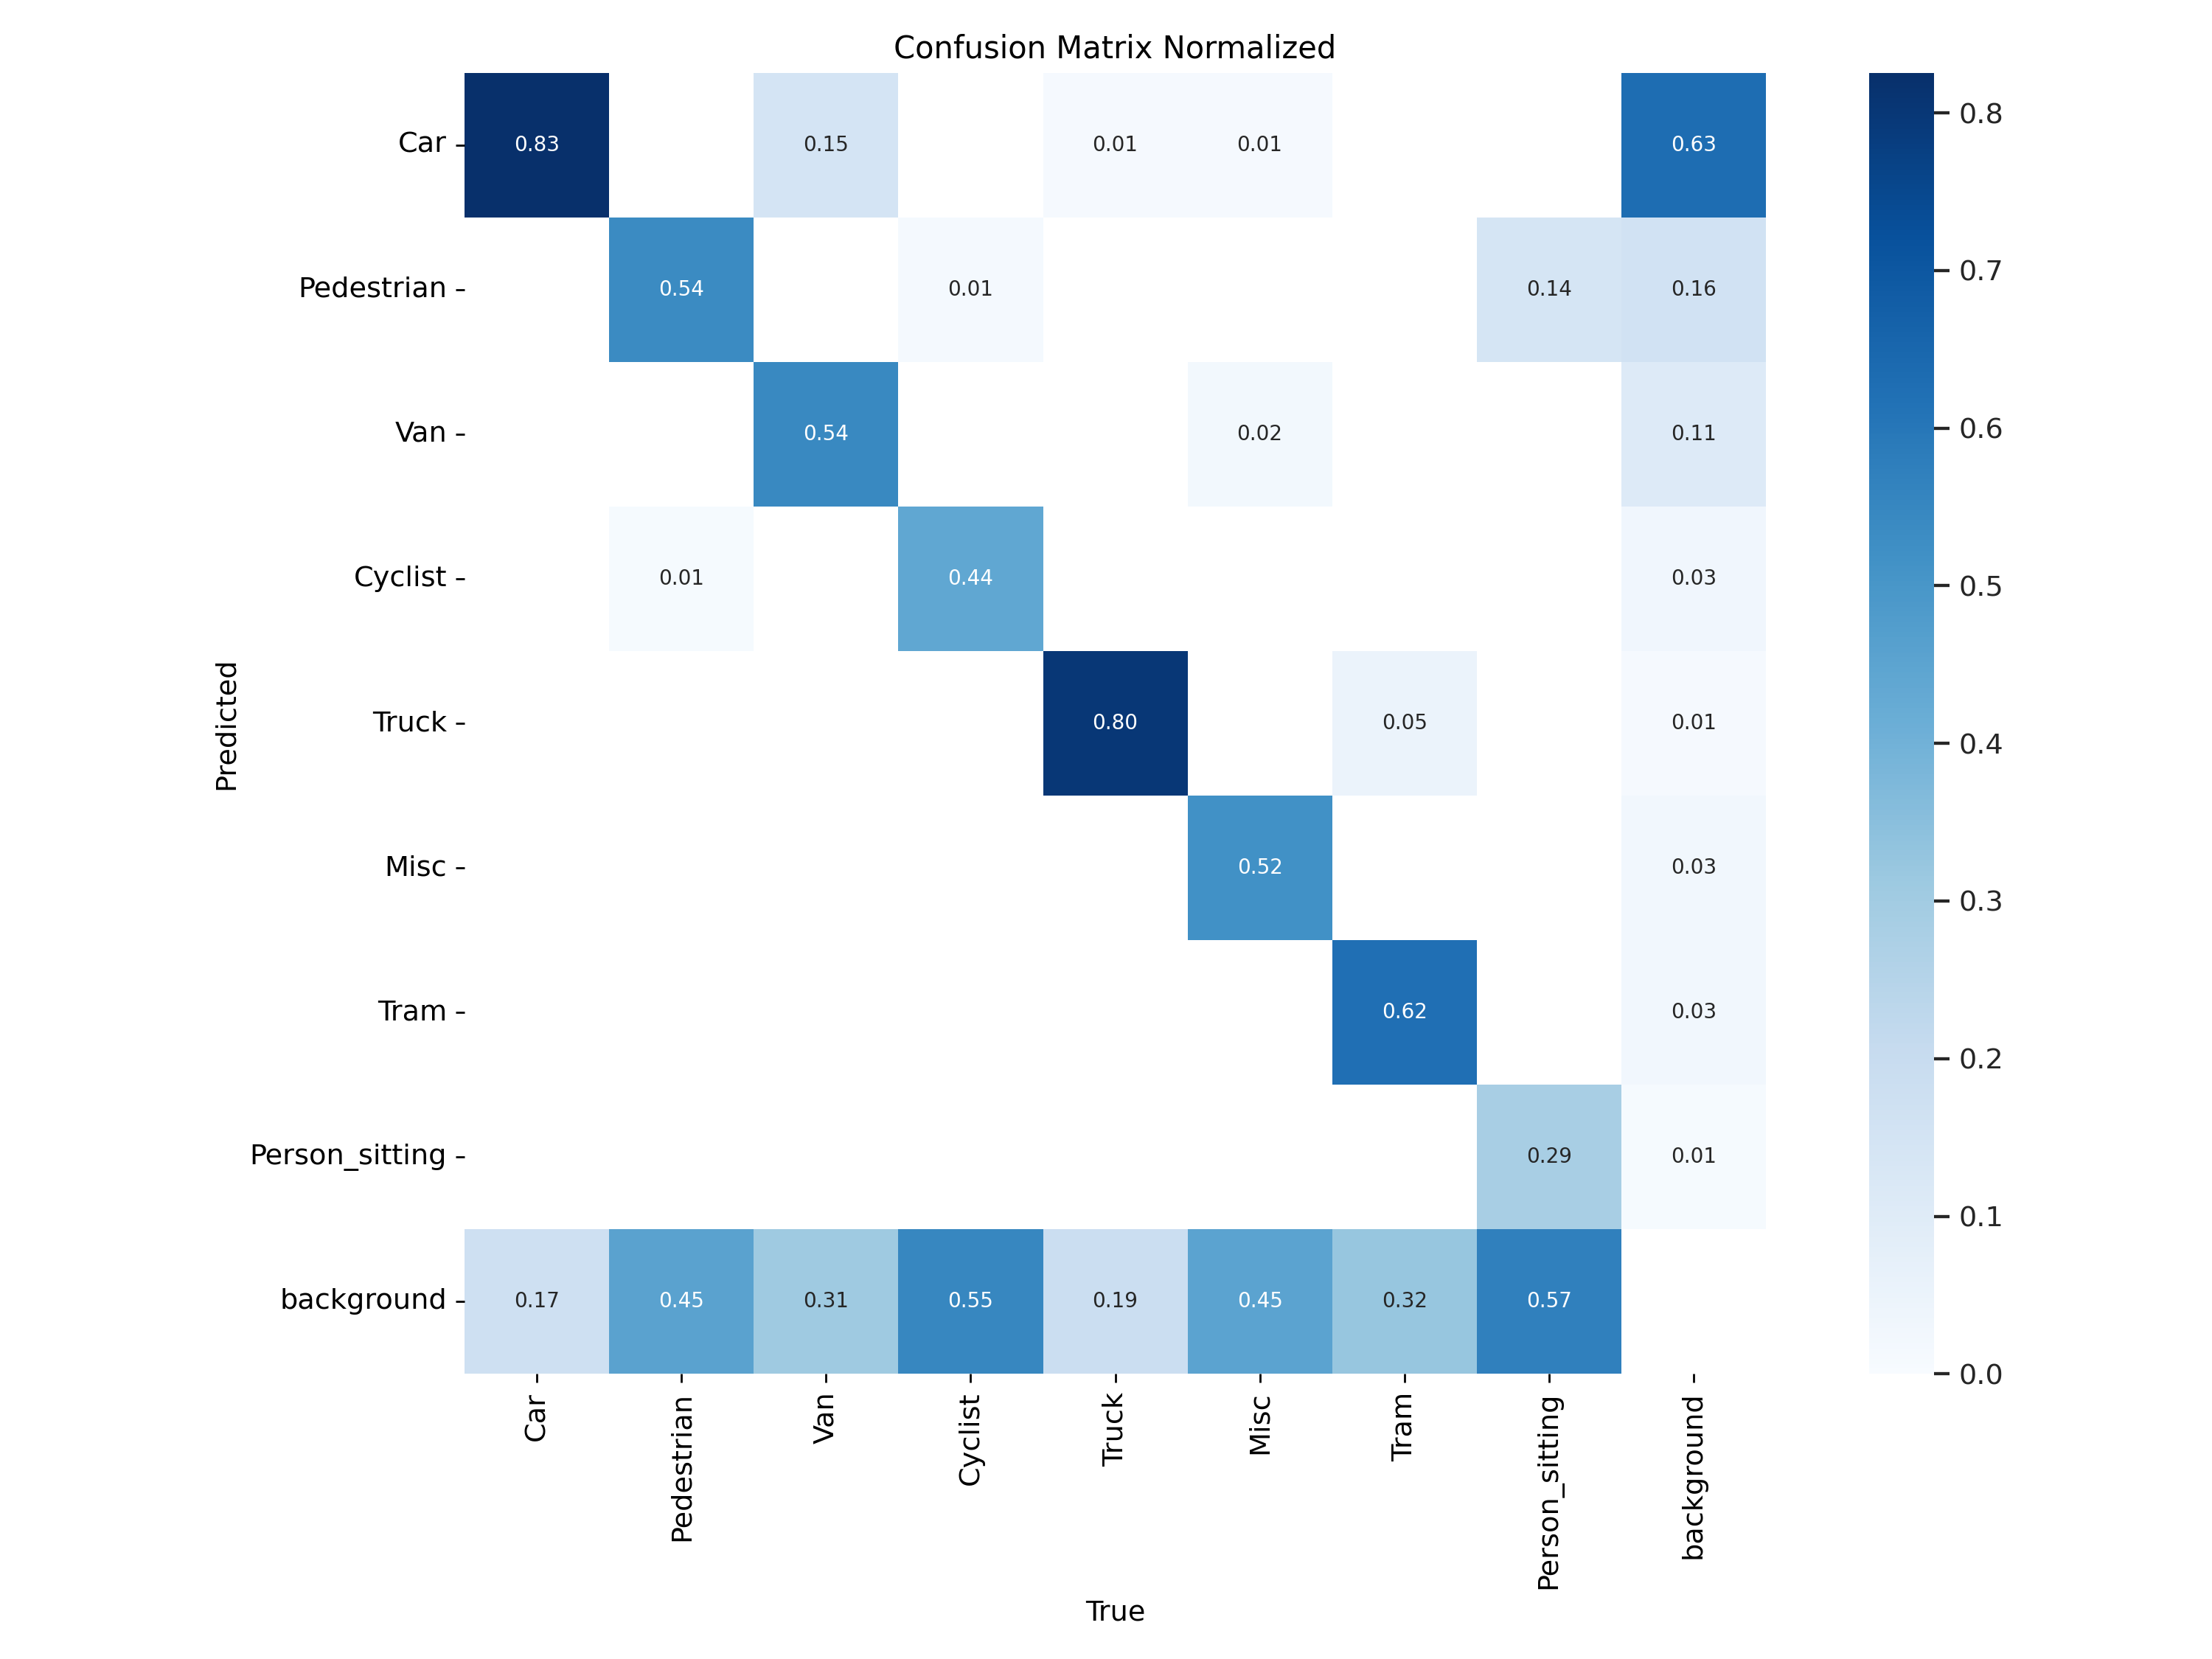 Confusion Matrix Normalized
Car
0.83
0.15
0.01
0.01
0.63
Pedestrian
0.54
0.01
0.14
0.16
Van
0.54
0.02
0.11
Cyclist
0.01
0.44
0.03
Truck
0.80
0.05
0.01
Misc
0.52
0.03
Tram
0.62
0.03
Person_sitting
0.29
0.01
background
0.17
0.45
0.31
0.55
0.19
0.45
0.32
0.57
Predicted
Car
Pedestrian
Van
Cyclist
Truck
Misc
Tram
Person_sitting
background
True
0.8
0.7
0.6
0.5
0.4
0.3
0.2
0.1
0.0